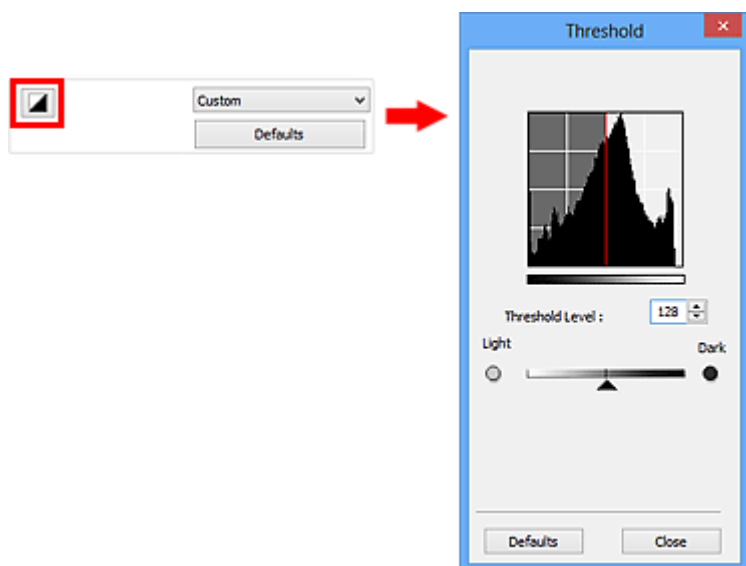 Threshold
Custom
Defaults
Threshold Level :
128
Light
Dark
Defaults
Close